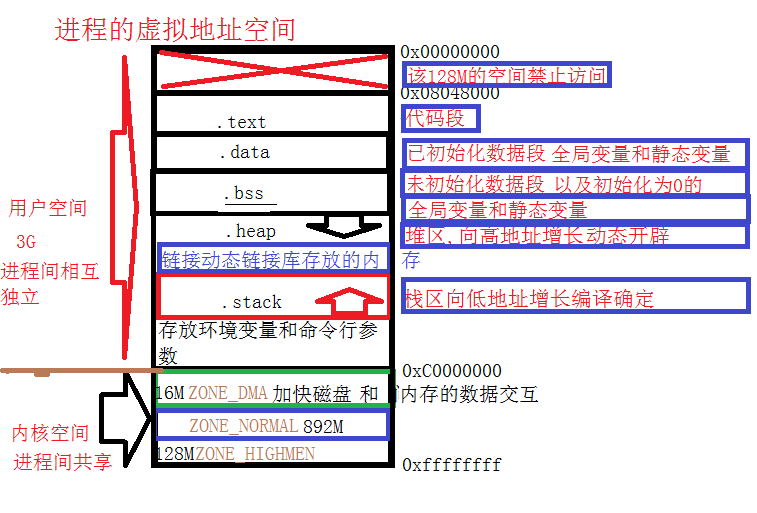 进程的虚拟地址空间
0x00000000
该128M的空间禁止访问
0x08048000
.text
代码段
.data
已初始化数据段 全局变量和静态变量
.bss
未初始化数据段 以及初始化为0的
全局变量和静态变量
用户空间
3G
进程间相互
独立
.heap
堆区,向高地址增长动态开辟
链接动态链接库存放的内存
.stack
栈区向低地址增长编译确定
存放环境变量和命令行参
数
0xC0000000
16M ZONE_DMA 加快磁盘 和 内存的数据交互
内核空间
进程间共享
ZONE_NORMAL 892M
128MZONE_HIGHMEN
0xffffffff